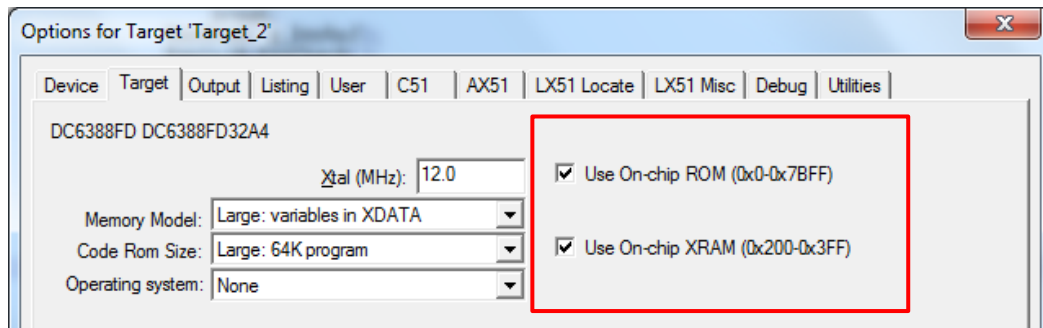 Options for Target 'Target_2'
Device Target Output Listing User C51 AX51 LX51 Locate LX51 Misc Debug Utilities
DC6388FD DC6388FD32A4
Xtal (MHz): 12.0
Use On-chip ROM (0x0-0x7BFF)
Memory Model: Large: variables in XDATA
Code Rom Size: Large: 64K program
Use On-chip XRAM (0x200-0x3FF)
Operating system: None